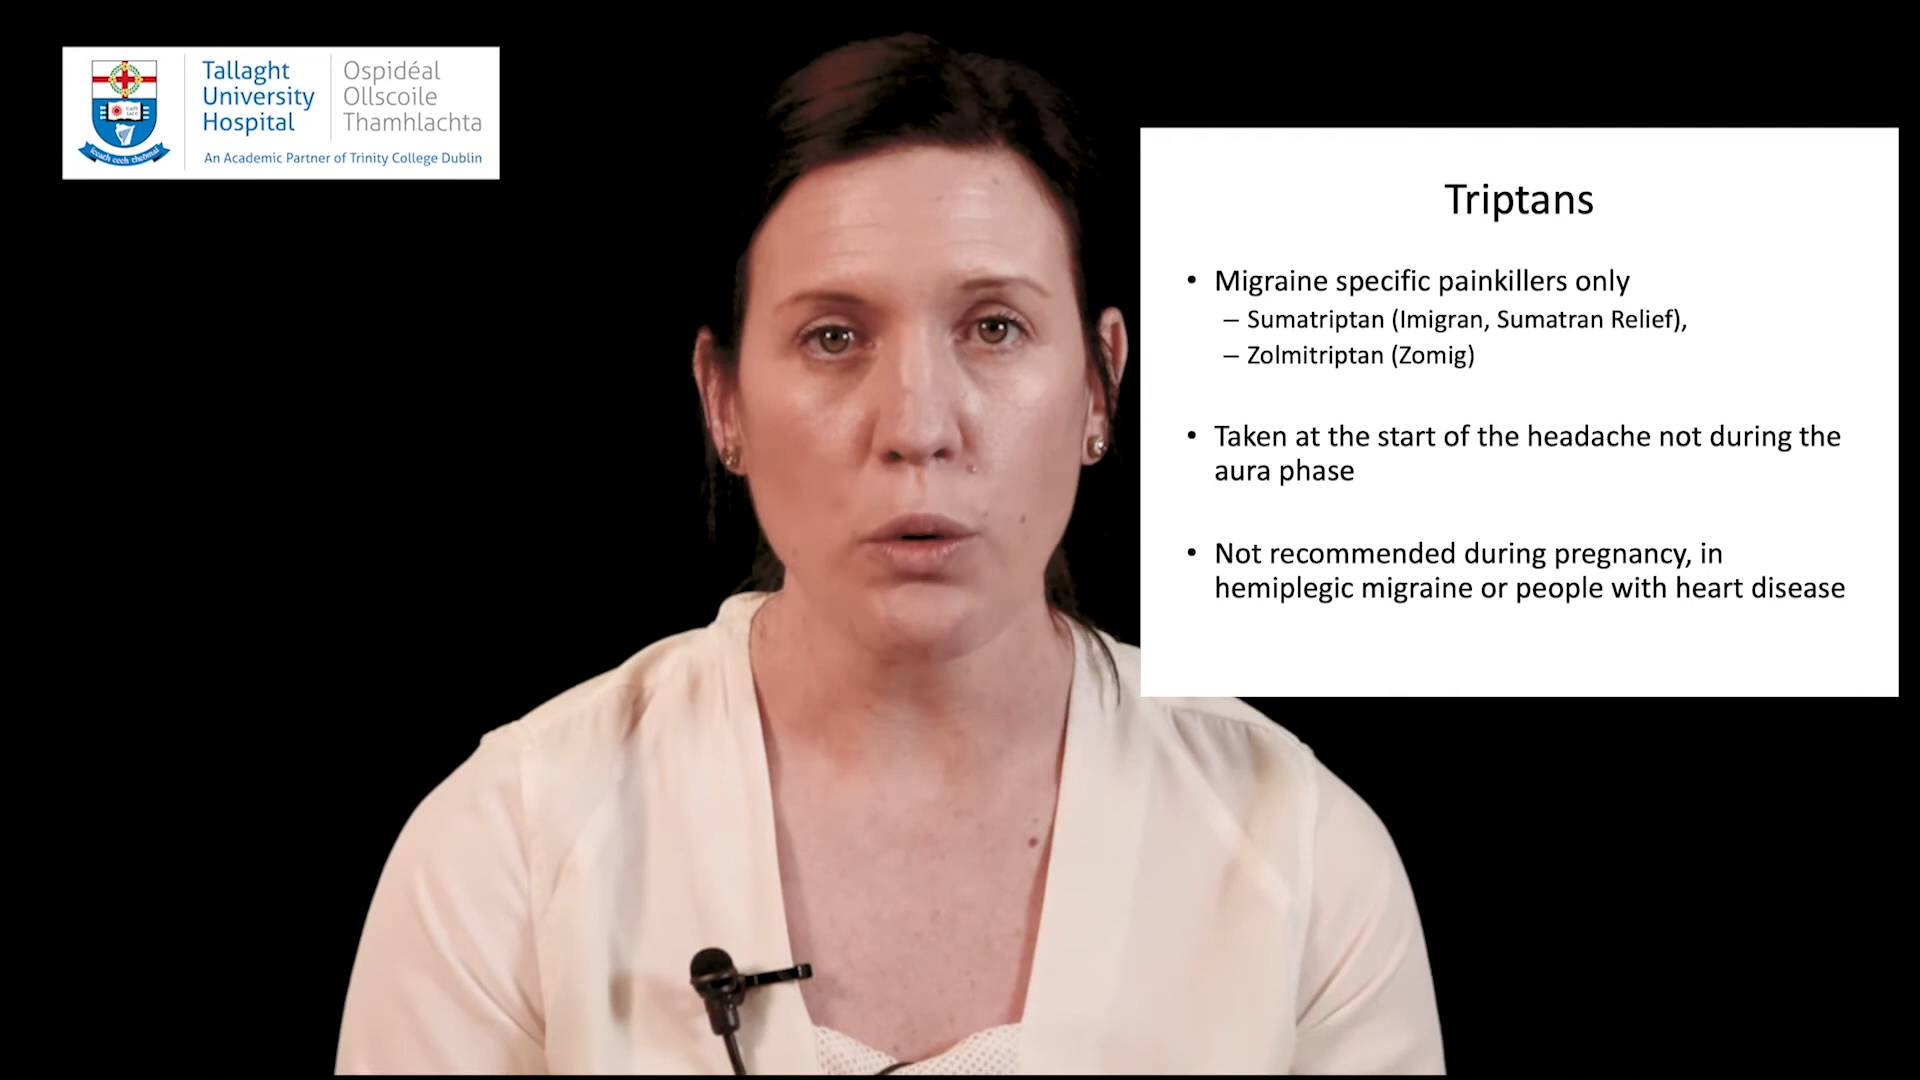 Tallaght
University
Hospital
Ospidéal
Ollscoile
Thamhlachta
An Academic Partner of Trinity College Dublin
Triptans
• Migraine specific painkillers only
– Sumatriptan (Imigran, Sumatran Relief),
– Zolmitriptan (Zomig)
• Taken at the start of the headache not during the
aura phase
• Not recommended during pregnancy, in
hemiplegic migraine or people with heart disease